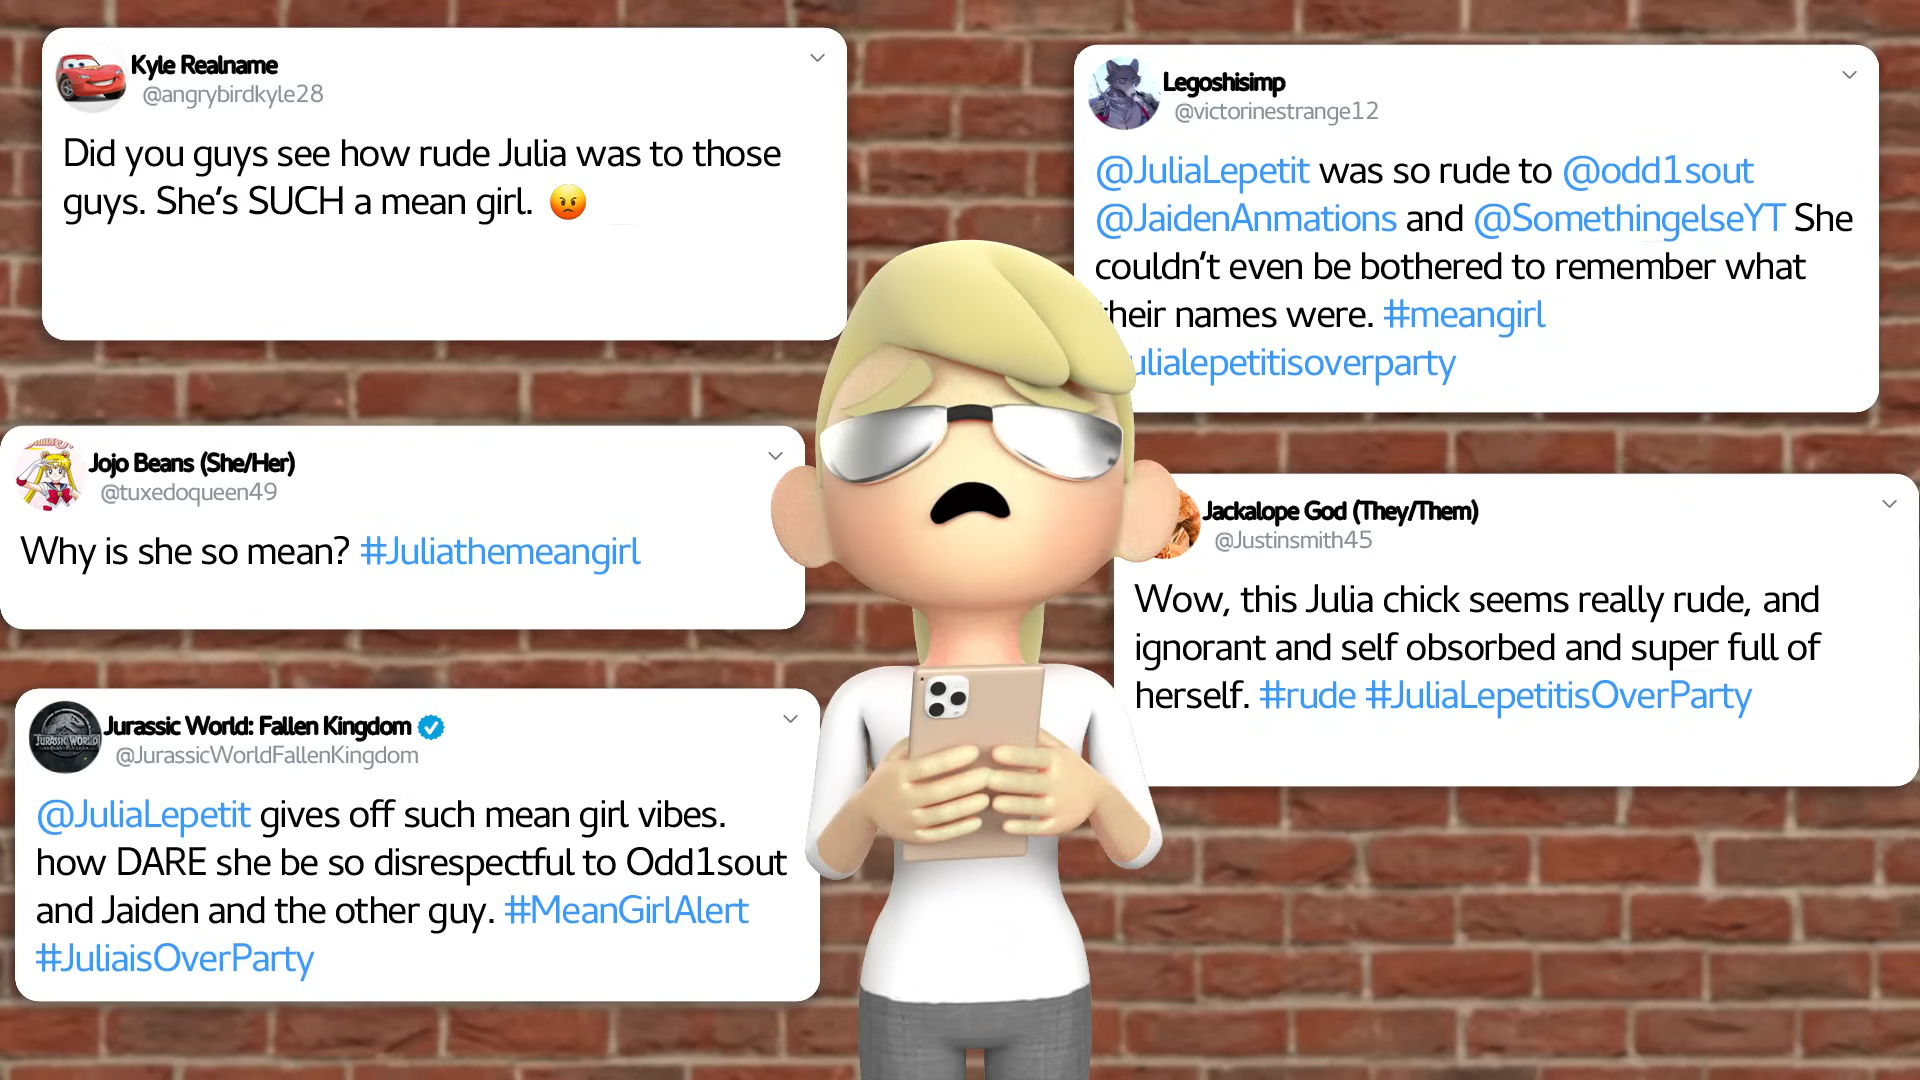 Kyle Realname
@angrybirdkyle28
Did you guys see how rude Julia was to those
guys. She's SUCH a mean girl. 😡
Legoshisimp
@victorinestrange12
@JuliaLepetit was so rude to @odd1sout
@JaidenAnmations and @SomethingelseYT She
couldn't even be bothered to remember what
their names were. #meangirl
ulialepetitisoverparty
Jojo Beans (She/Her)
@tuxedoqueen49
Why is she so mean? #Juliathemeangirl
Jackalope God (They/Them)
@Justinsmith45
Wow, this Julia chick seems really rude, and
ignorant and self obsorbed and super full of
herself. #rude #JuliaLepetitisOverParty
JURASSIC WORLD
Jurassic World: Fallen Kingdom
@JurassicWorldFallenKingdom
@JuliaLepetit gives off such mean girl vibes.
how DARE she be so disrespectful to Odd1sout
and Jaiden and the other guy. #MeanGirlAlert
#JuliaisOverParty